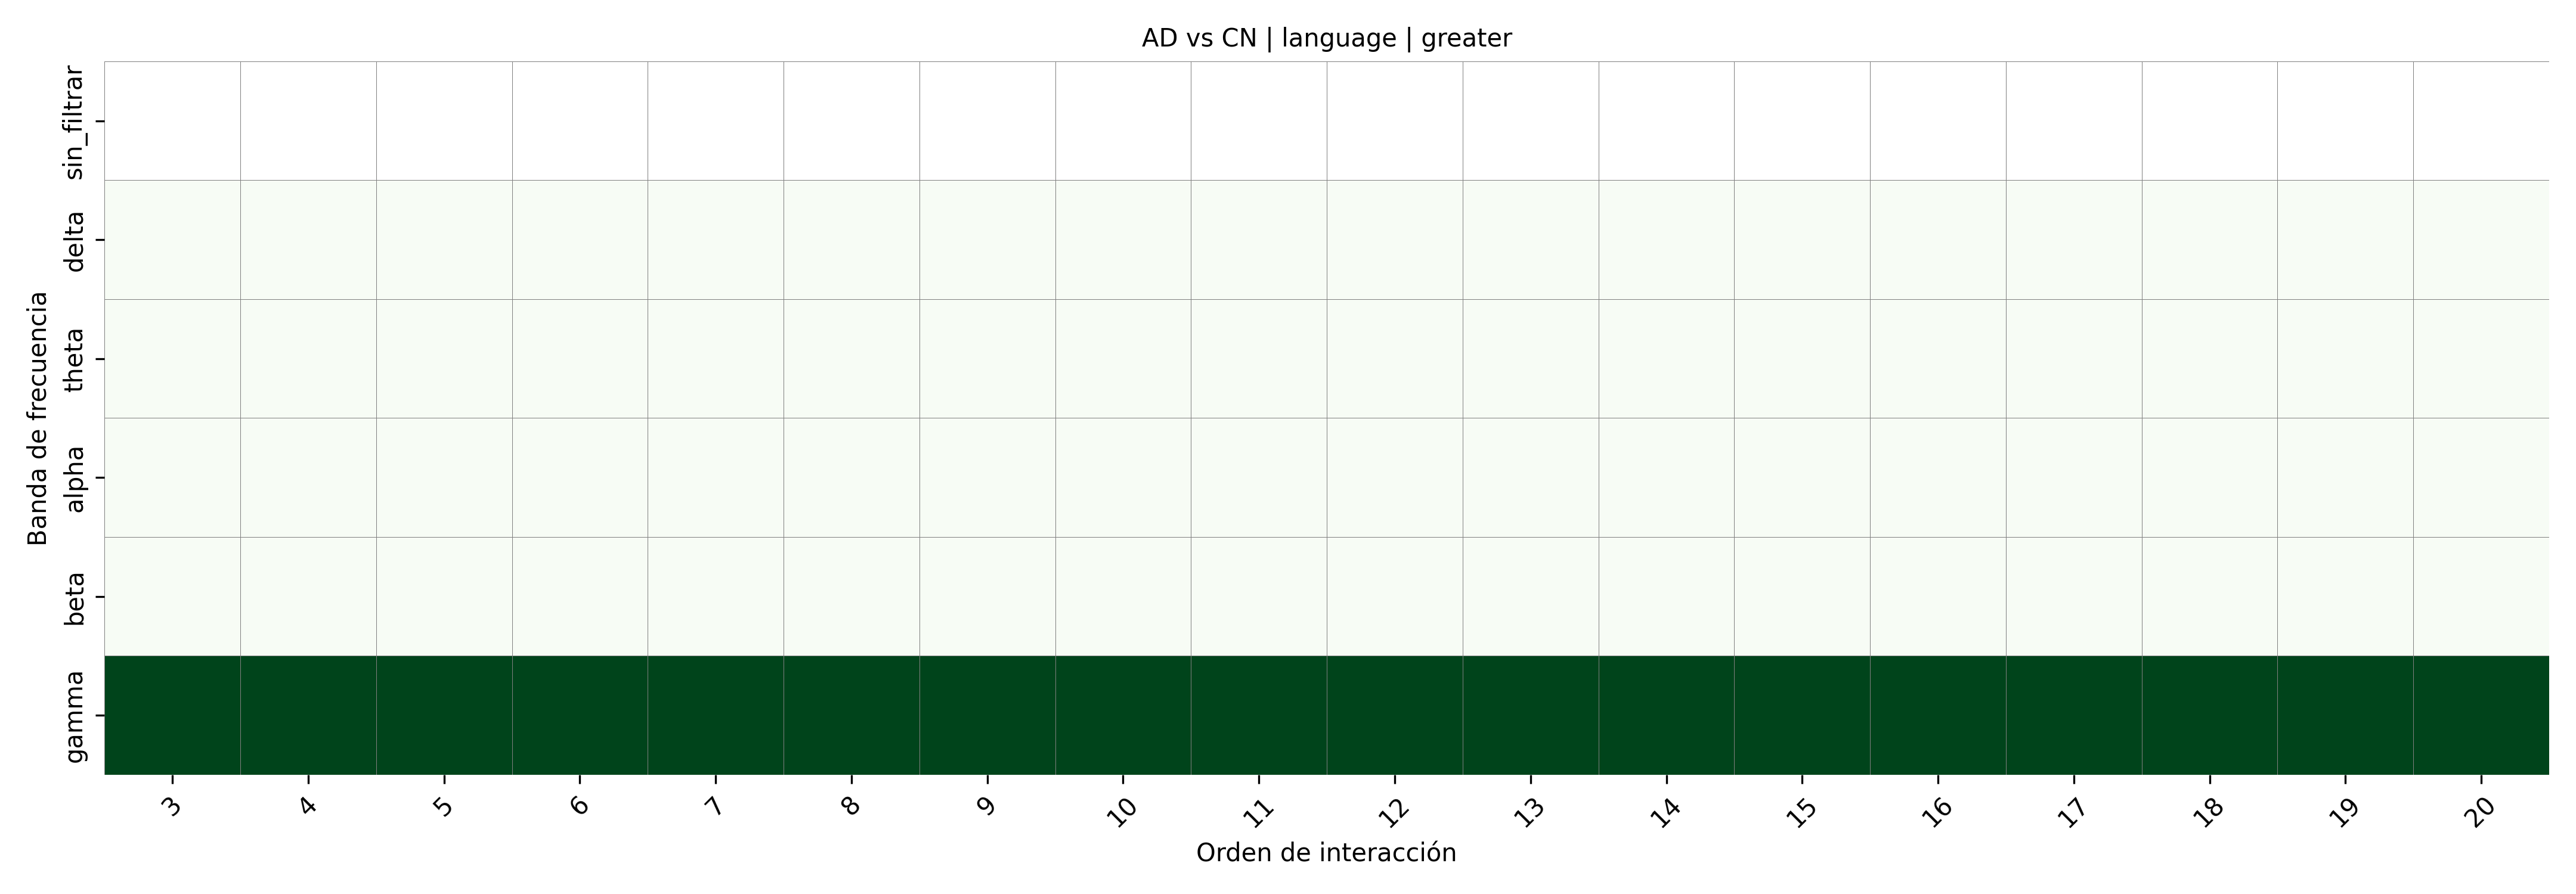 AD vs CN | language | greater
Banda de frecuencia
sin_filtrar
delta
theta
alpha
beta
gamma
3 4 5 6 7 8 9 10 11 12 13 14 15 16 17 18 19 20
Orden de interacción